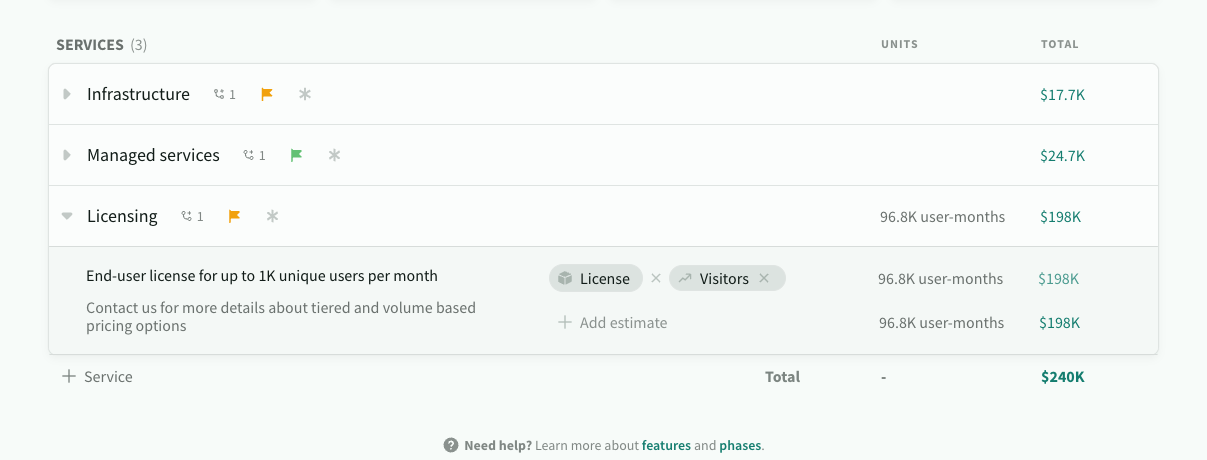 SERVICES (3) UNITS TOTAL
Infrastructure 1 $17.7K
Managed services 1 $24.7K
Licensing 1 96.8K user-months $198K
End-user license for up to 1K unique users per month License × Visitors × 96.8K user-months $198K
Contact us for more details about tiered and volume based
pricing options
+ Add estimate 96.8K user-months $198K
+ Service Total - $240K
? Need help? Learn more about features and phases.